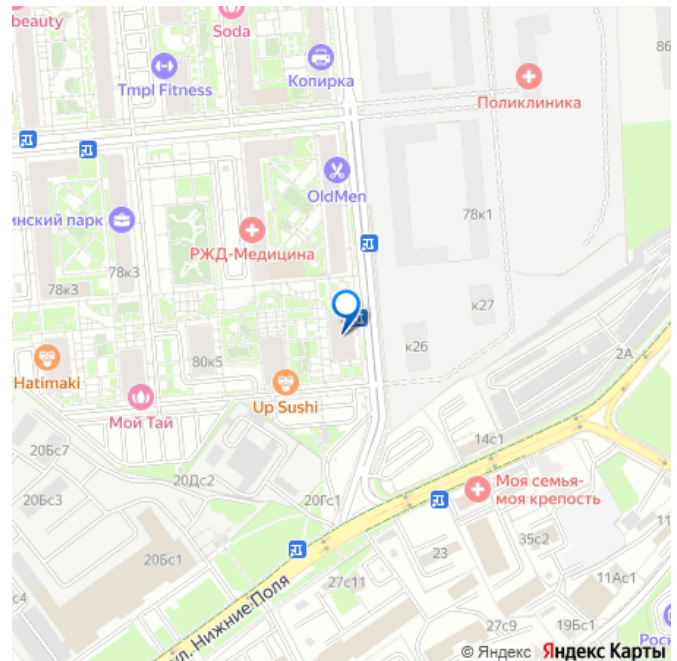 beauty
Soda
Tmpl Fitness
Копирка
86
Поликлиника
OldMen
78к1
инский парк
РЖД-Медицина
78к3
78к3
к27
к26
2А
80к5
Hatimaki
Up Sushi
Мой Тай
14с1
20Бс7
20Дс2
Моя семья-
моя крепость
20Бс3
20Гс1
11
35с2
23
20Бс1
27с11
11Ас1
с4
ул. Нижние Поля
27с9
19Бс1
Роск
© Яндекс Яндекс Карты